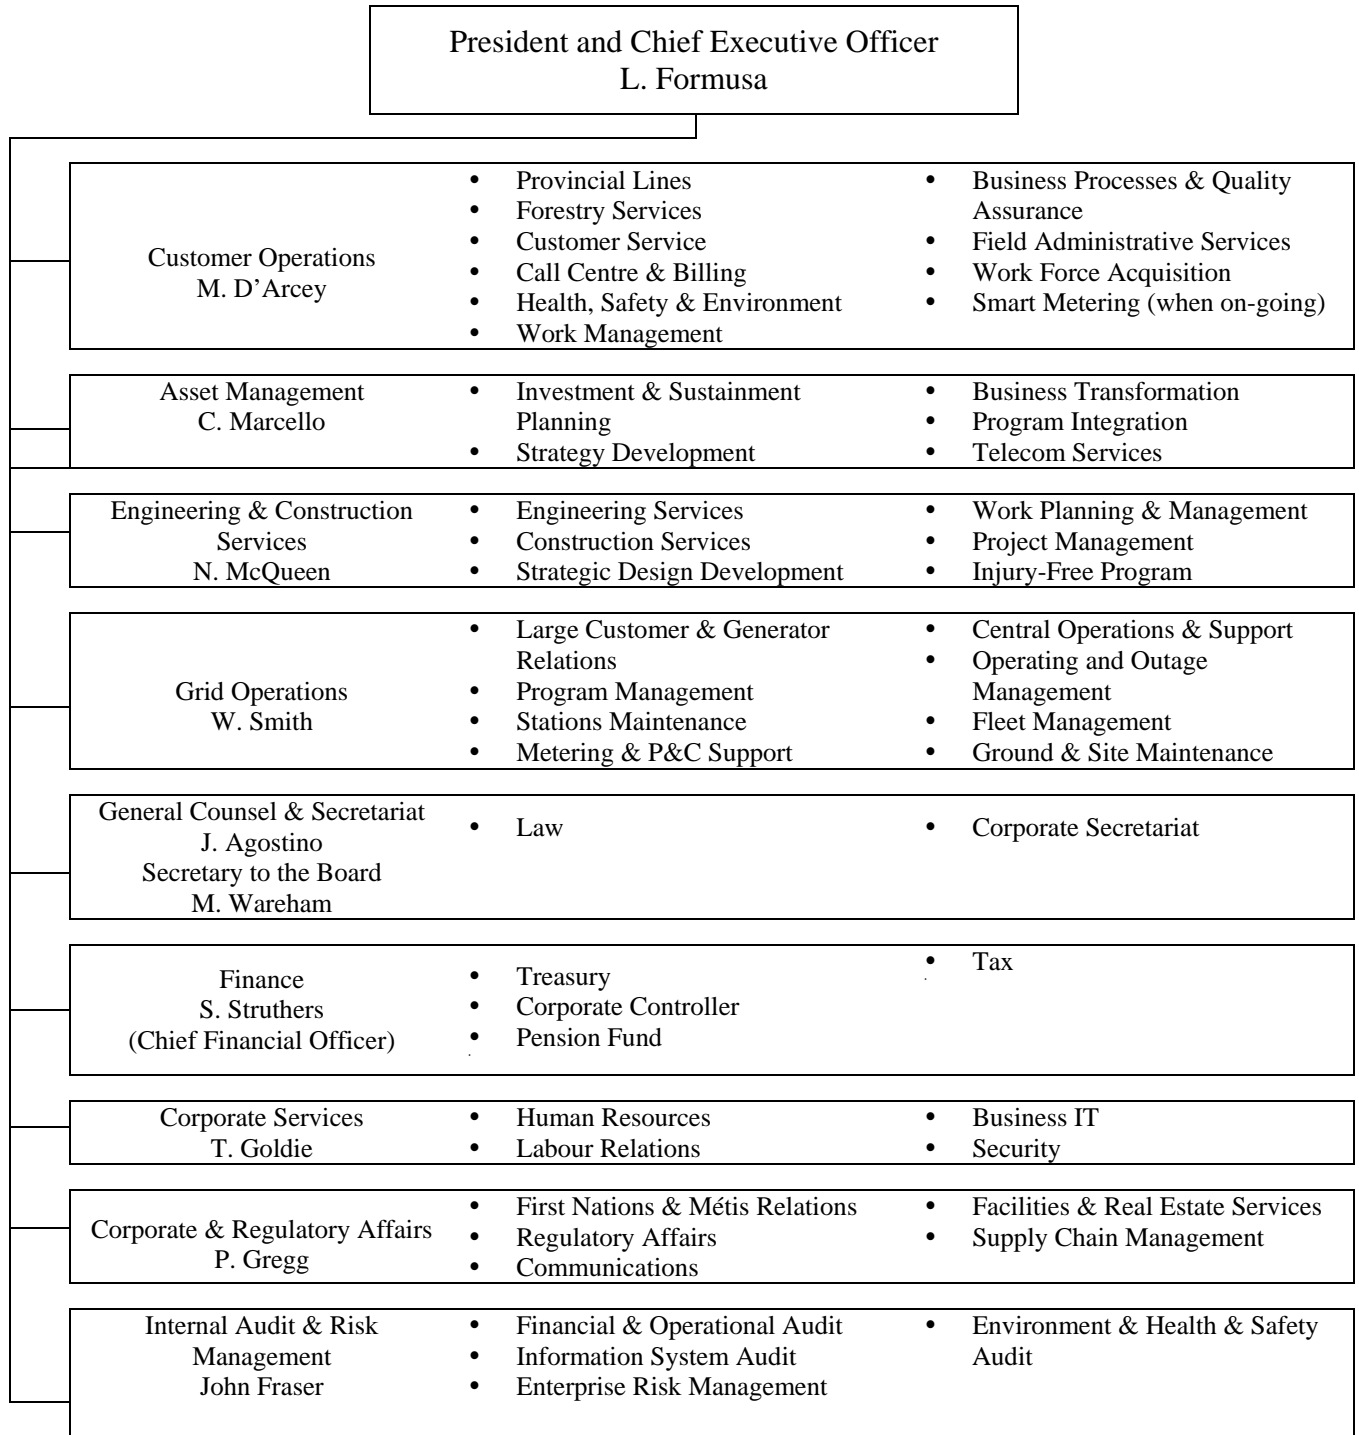 President and Chief Executive Officer
L. Formusa
Customer Operations
M. D’Arcey
• Provincial Lines
• Forestry Services
• Customer Service
• Call Centre & Billing
• Health, Safety & Environment
• Work Management
• Business Processes & Quality
Assurance
• Field Administrative Services
• Work Force Acquisition
• Smart Metering (when on-going)
Asset Management
C. Marcello
• Investment & Sustainment
Planning
• Strategy Development
• Business Transformation
• Program Integration
• Telecom Services
Engineering & Construction
Services
N. McQueen
• Engineering Services
• Construction Services
• Strategic Design Development
• Work Planning & Management
• Project Management
• Injury-Free Program
Grid Operations
W. Smith
• Large Customer & Generator
Relations
• Program Management
• Stations Maintenance
• Metering & P&C Support
• Central Operations & Support
• Operating and Outage
Management
• Fleet Management
• Ground & Site Maintenance
General Counsel & Secretariat
J. Agostino
Secretary to the Board
M. Wareham
• Law
• Corporate Secretariat
Finance
S. Struthers
(Chief Financial Officer)
• Treasury
• Corporate Controller
• Pension Fund
• Tax
Corporate Services
T. Goldie
• Human Resources
• Labour Relations
• Business IT
• Security
Corporate & Regulatory Affairs
P. Gregg
• First Nations & Métis Relations
• Regulatory Affairs
• Communications
• Facilities & Real Estate Services
• Supply Chain Management
Internal Audit & Risk
Management
John Fraser
• Financial & Operational Audit
• Information System Audit
• Enterprise Risk Management
• Environment & Health & Safety
Audit